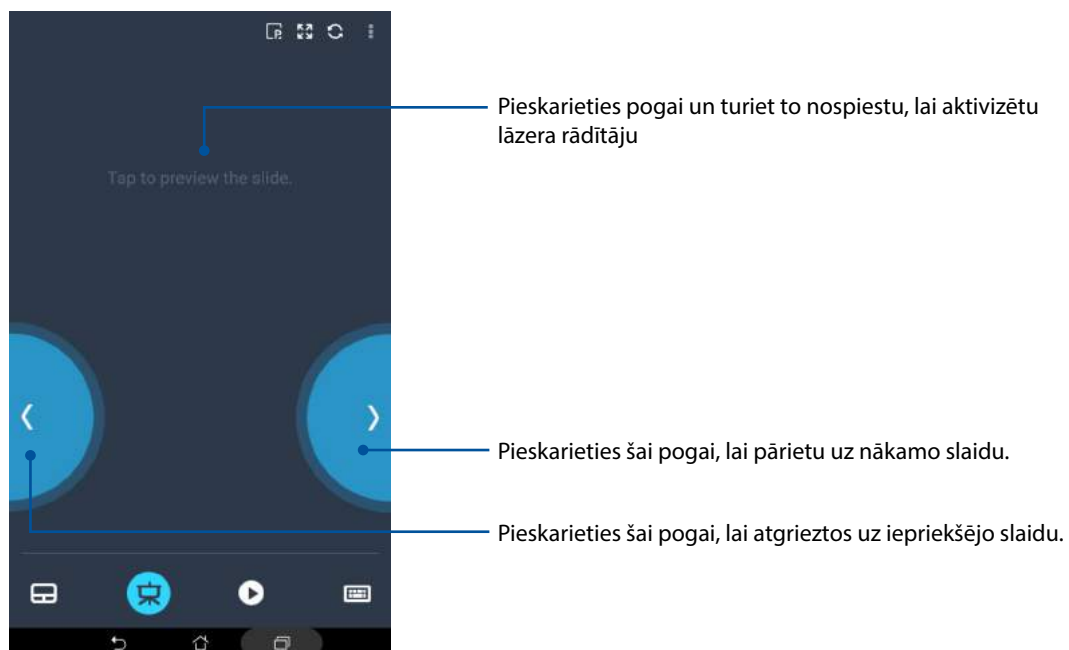 Pieskarieties pogai un turiet to nospiestu, lai aktivizētu
lāzera rādītāju
Tap to preview the slide.
Pieskarieties šai pogai, lai pārietu uz nākamo slaidu.
Pieskarieties šai pogai, lai atgrieztos uz iepriekšējo slaidu.